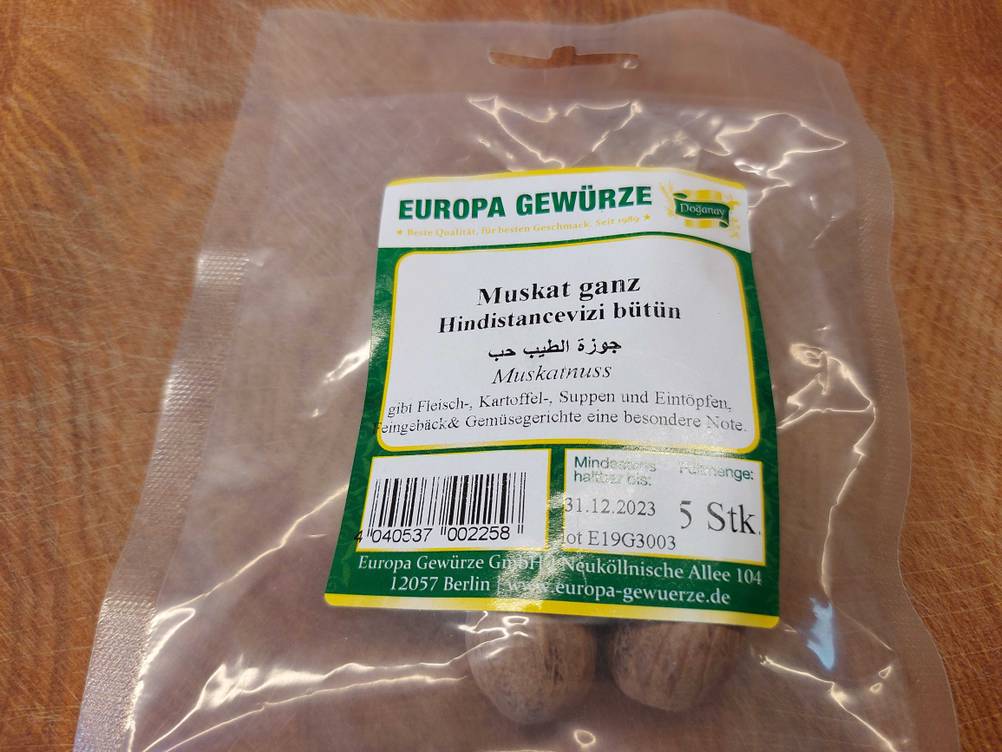 EUROPA GEWÜRZE
Doğanay
★ Beste Qualität, für besten Geschmack. Seit 1989 ★
Muskat ganz
Hindistancevizi bütün
جوزة الطيب حب
Muskatnuss
gibt Fleisch-, Kartoffel-, Suppen und Eintöpfen,
Feingebäck& Gemüsegerichte eine besondere Note.
4 040537 002258
Mindestens
haltbar bis:
31.12.2023
lot E19G3003
Füllmenge:
5 Stk.
Europa Gewürze GmbH | Neuköllnische Allee 104
12057 Berlin | www.europa-gewuerze.de